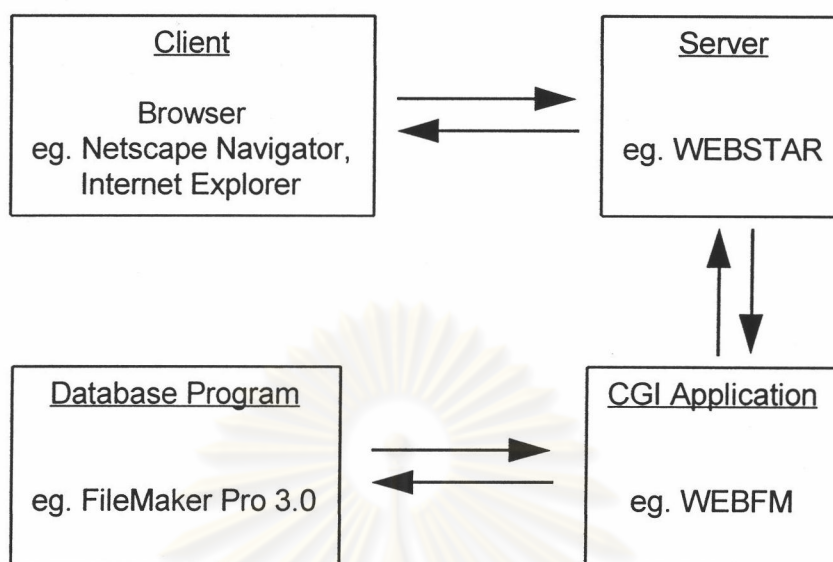 Client
Browser
eg. Netscape Navigator,
Internet Explorer
Server
eg. WEBSTAR
Database Program
eg. FileMaker Pro 3.0
CGI Application
eg. WEBFM